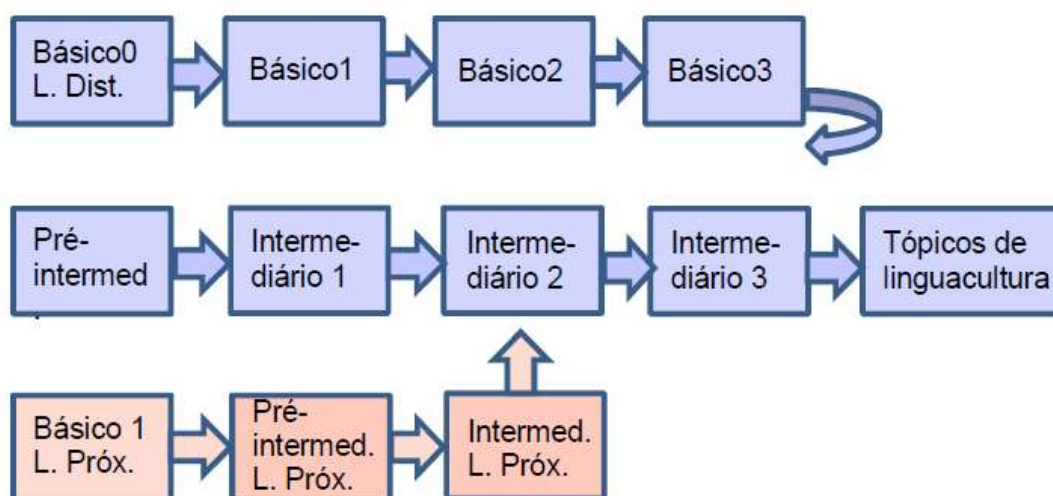 Básico0
L. Dist.
Básico1
Básico2
Básico3
Pré-
intermed
.
Interme-
diário 1
Interme-
diário 2
Interme-
diário 3
Tópicos de
linguacultura
Básico 1
L. Próx.
Pré-
intermed.
L. Próx.
Intermed.
L. Próx.